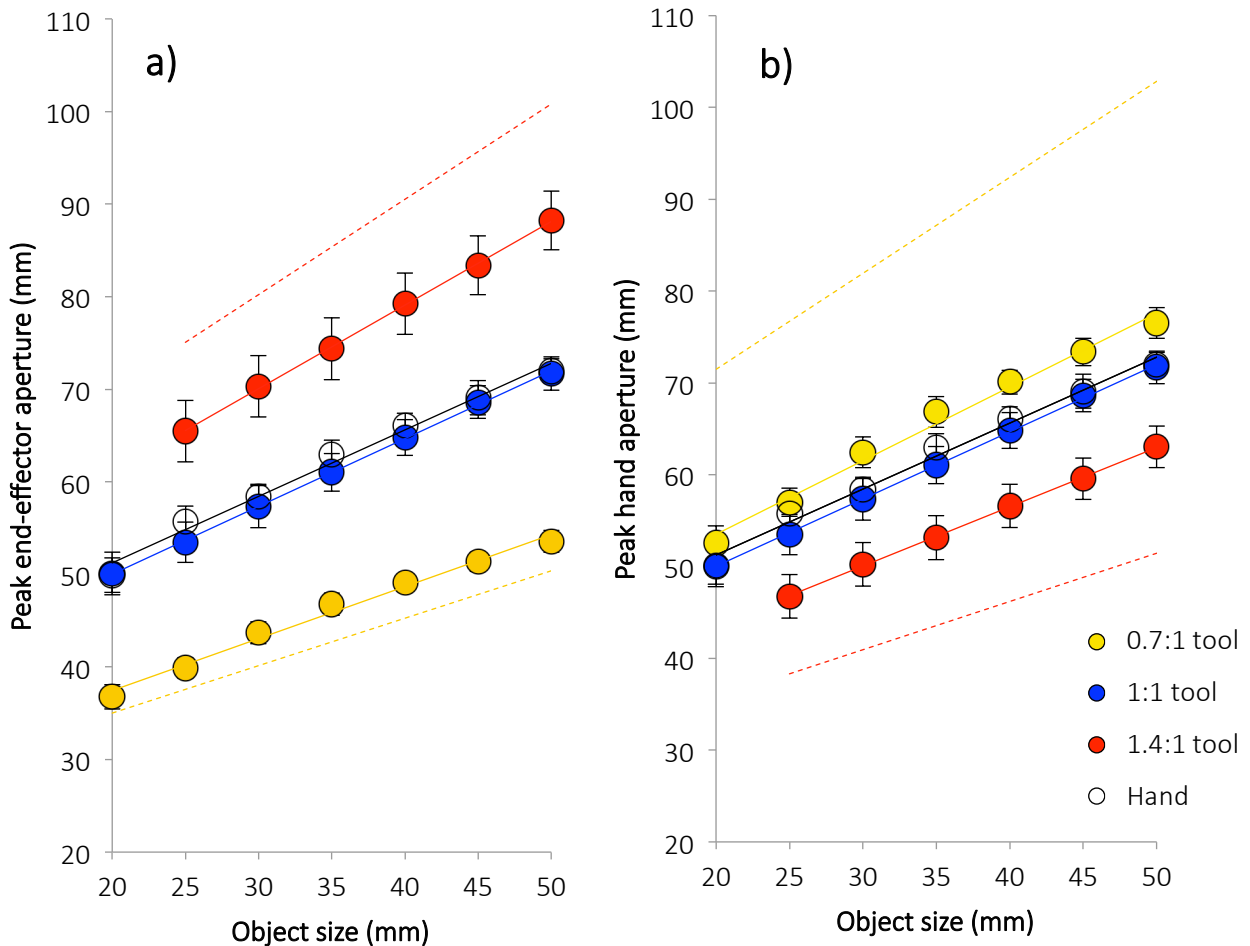 a)
Peak end-effector aperture (mm)
110
100
90
80
70
60
50
40
30
20
20 25 30 35 40 45 50
Object size (mm)
b)
Peak hand aperture (mm)
110
100
90
80
70
60
50
40
30
20
20 25 30 35 40 45 50
Object size (mm)
0.7:1 tool
1:1 tool
1.4:1 tool
Hand